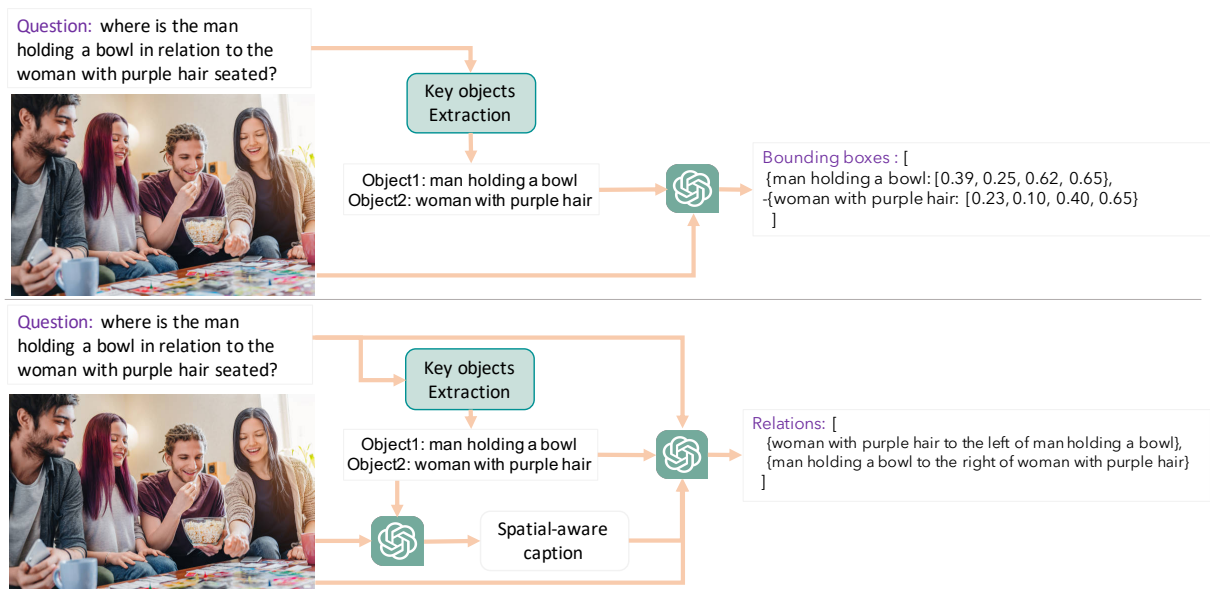 Question: where is the man
holding a bowl in relation to the
woman with purple hair seated?
Key objects
Extraction
Object1: man holding a bowl
Object2: woman with purple hair
Bounding boxes : [
{man holding a bowl: [0.39, 0.25, 0.62, 0.65},
-{woman with purple hair: [0.23, 0.10, 0.40, 0.65}
]
Question: where is the man
holding a bowl in relation to the
woman with purple hair seated?
Key objects
Extraction
Object1: man holding a bowl
Object2: woman with purple hair
Spatial-aware
caption
Relations: [
{woman with purple hair to the left of man holding a bowl},
{man holding a bowl to the right of woman with purple hair}
]